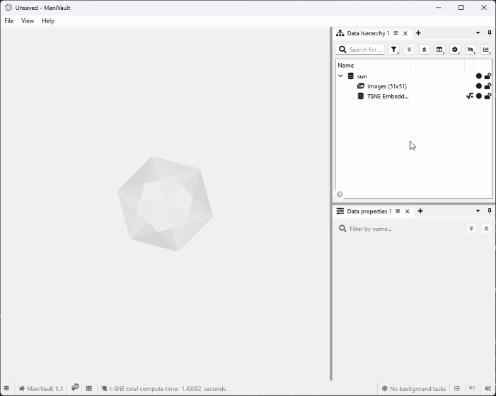 Unsaved - ManiVault
File View Help
Data hierarchy 1
Search for ...
Name
sun
Images (51x51)
TSNE Embedd...
Data properties 1
Filter by name...
ManiVault 1.1
t-SNE total compute time: 1.43082 seconds.
No background tasks